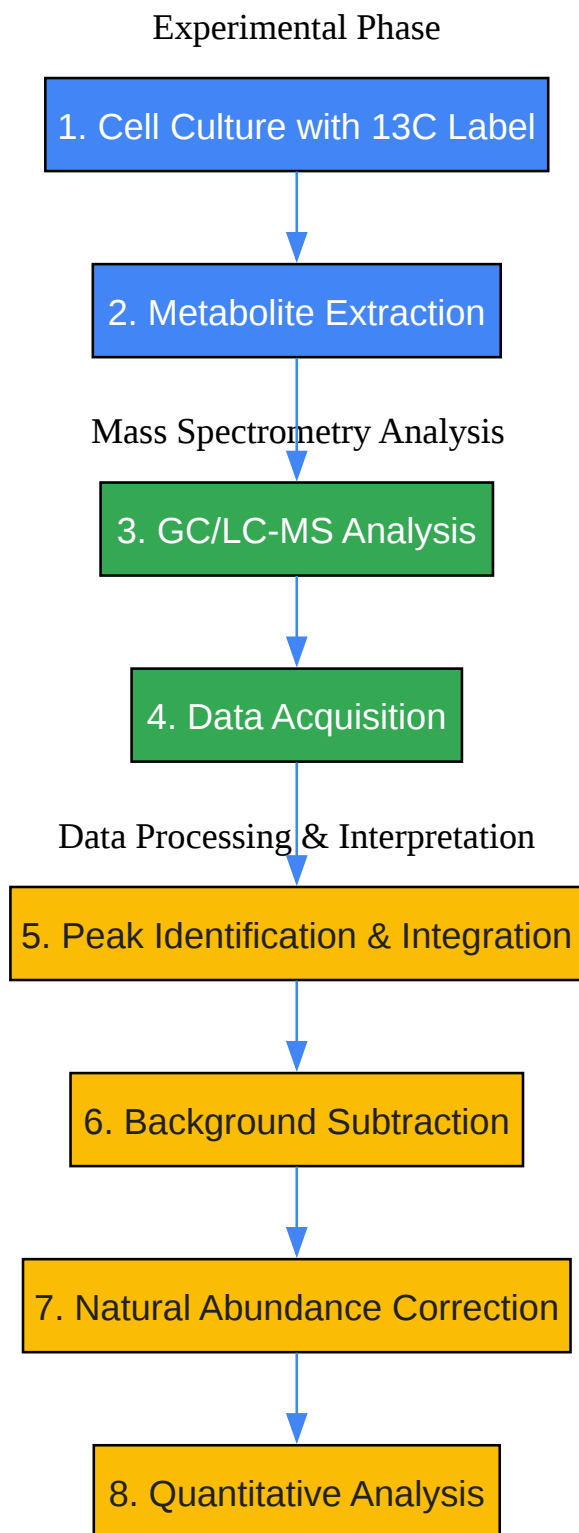 Experimental Phase
1. Cell Culture with 13C Label
2. Metabolite Extraction
Mass Spectrometry Analysis
3. GC/LC-MS Analysis
4. Data Acquisition
Data Processing & Interpretation
5. Peak Identification & Integration
6. Background Subtraction
7. Natural Abundance Correction
8. Quantitative Analysis